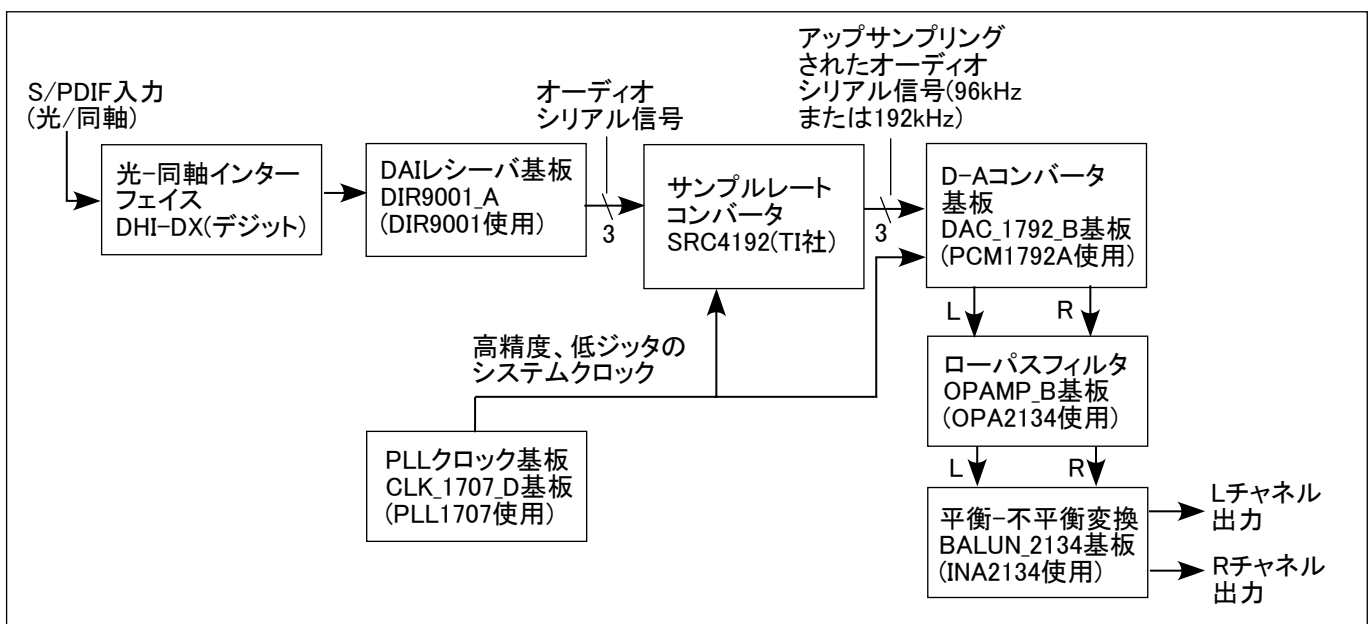 S/PDIF入力
(光/同軸)
光-同軸インター
フェイス
DHI-DX(デジット)
DAIレシーバ基板
DIR9001_A
(DIR9001使用)
オーディオ
シリアル信号
3
サンプルレート
コンバータ
SRC4192(TI社)
アップサンプリング
されたオーディオ
シリアル信号(96kHz
または192kHz)
3
D-Aコンバータ
基板
DAC_1792_B基板
(PCM1792A使用)
L
R
高精度、低ジッタの
システムクロック
PLLクロック基板
CLK_1707_D基板
(PLL1707使用)
ローパスフィルタ
OPAMP_B基板
(OPA2134使用)
L
R
平衡-不平衡変換
BALUN_2134基板
(INA2134使用)
Lチャネル
出力
Rチャネル
出力